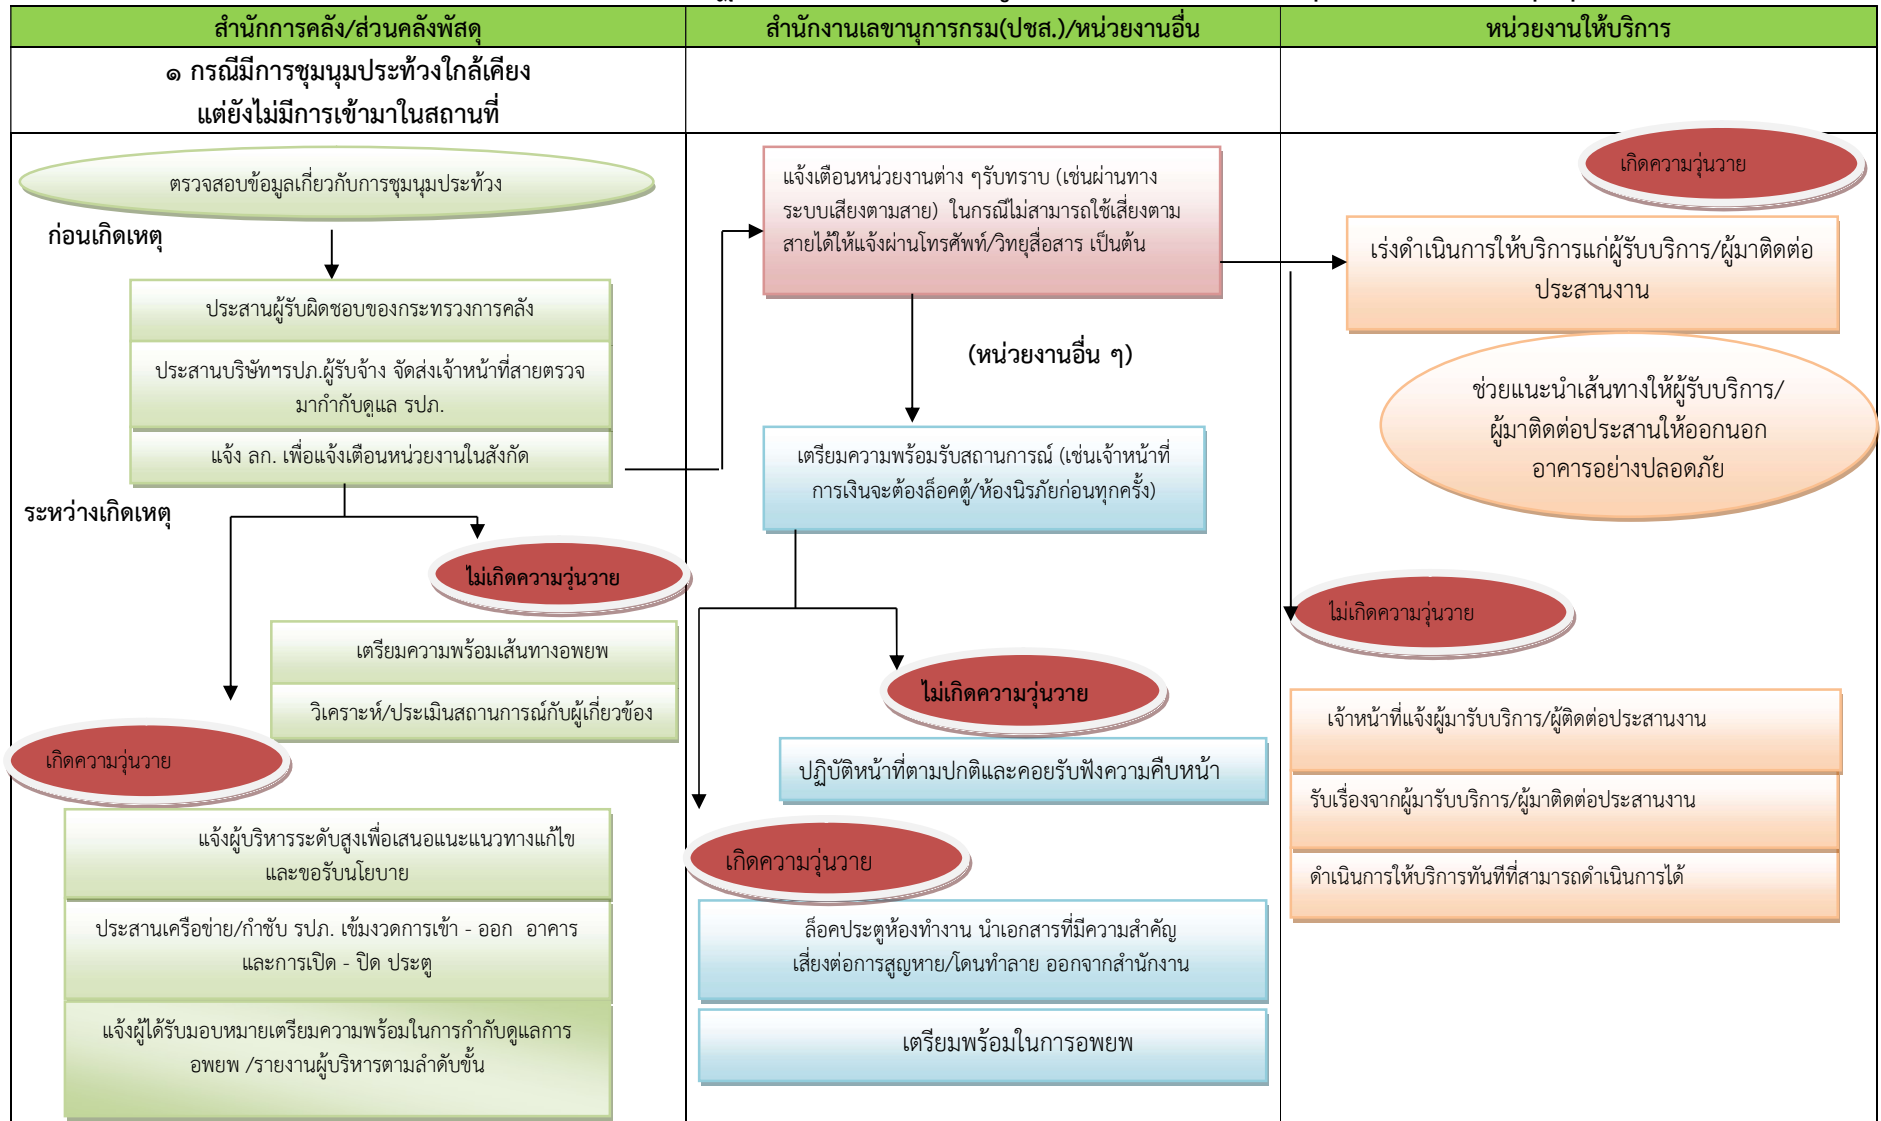 สำนักการคลัง/ส่วนคลังพัสดุ
สำนักงานเลขานุการกรม(ปชส.)/หน่วยงานอื่น
หน่วยงานให้บริการ
๑ กรณีมีการชุมนุมประท้วงใกล้เคียง
แต่ยังไม่มีการเข้ามาในสถานที่
ตรวจสอบข้อมูลเกี่ยวกับการชุมนุมประท้วง
ก่อนเกิดเหตุ
ประสานผู้รับผิดชอบของกระทรวงการคลัง
ประสานบริษัทฯรปภ.ผู้รับจ้าง จัดส่งเจ้าหน้าที่สายตรวจ
มากำกับดูแล รปภ.
แจ้ง ลก. เพื่อแจ้งเตือนหน่วยงานในสังกัด
ระหว่างเกิดเหตุ
ไม่เกิดความวุ่นวาย
เตรียมความพร้อมเส้นทางอพยพ
วิเคราะห์/ประเมินสถานการณ์กับผู้เกี่ยวข้อง
เกิดความวุ่นวาย
แจ้งผู้บริหารระดับสูงเพื่อเสนอแนะแนวทางแก้ไข
และขอรับนโยบาย
ประสานเครือข่าย/กำชับ รปภ. เข้มงวดการเข้า - ออก อาคาร
และการเปิด - ปิด ประตู
แจ้งผู้ได้รับมอบหมายเตรียมความพร้อมในการกำกับดูแลการ
อพยพ /รายงานผู้บริหารตามลำดับขั้น
แจ้งเตือนหน่วยงานต่าง ๆรับทราบ (เช่นผ่านทาง
ระบบเสียงตามสาย) ในกรณีไม่สามารถใช้เสี่ยงตาม
สายได้ให้แจ้งผ่านโทรศัพท์/วิทยุสื่อสาร เป็นต้น
(หน่วยงานอื่น ๆ)
เตรียมความพร้อมรับสถานการณ์ (เช่นเจ้าหน้าที่
การเงินจะต้องล็อคตู้/ห้องนิรภัยก่อนทุกครั้ง)
ไม่เกิดความวุ่นวาย
ปฏิบัติหน้าที่ตามปกติและคอยรับฟังความคืบหน้า
เกิดความวุ่นวาย
ล็อคประตูห้องทำงาน นำเอกสารที่มีความสำคัญ
เสี่ยงต่อการสูญหาย/โดนทำลาย ออกจากสำนักงาน
เตรียมพร้อมในการอพยพ
เกิดความวุ่นวาย
เร่งดำเนินการให้บริการแก่ผู้รับบริการ/ผู้มาติดต่อ
ประสานงาน
ช่วยแนะนำเส้นทางให้ผู้รับบริการ/
ผู้มาติดต่อประสานให้ออกนอก
อาคารอย่างปลอดภัย
ไม่เกิดความวุ่นวาย
เจ้าหน้าที่แจ้งผู้มารับบริการ/ผู้ติดต่อประสานงาน
รับเรื่องจากผู้มารับบริการ/ผู้มาติดต่อประสานงาน
ดำเนินการให้บริการทันทีที่สามารถดำเนินการได้